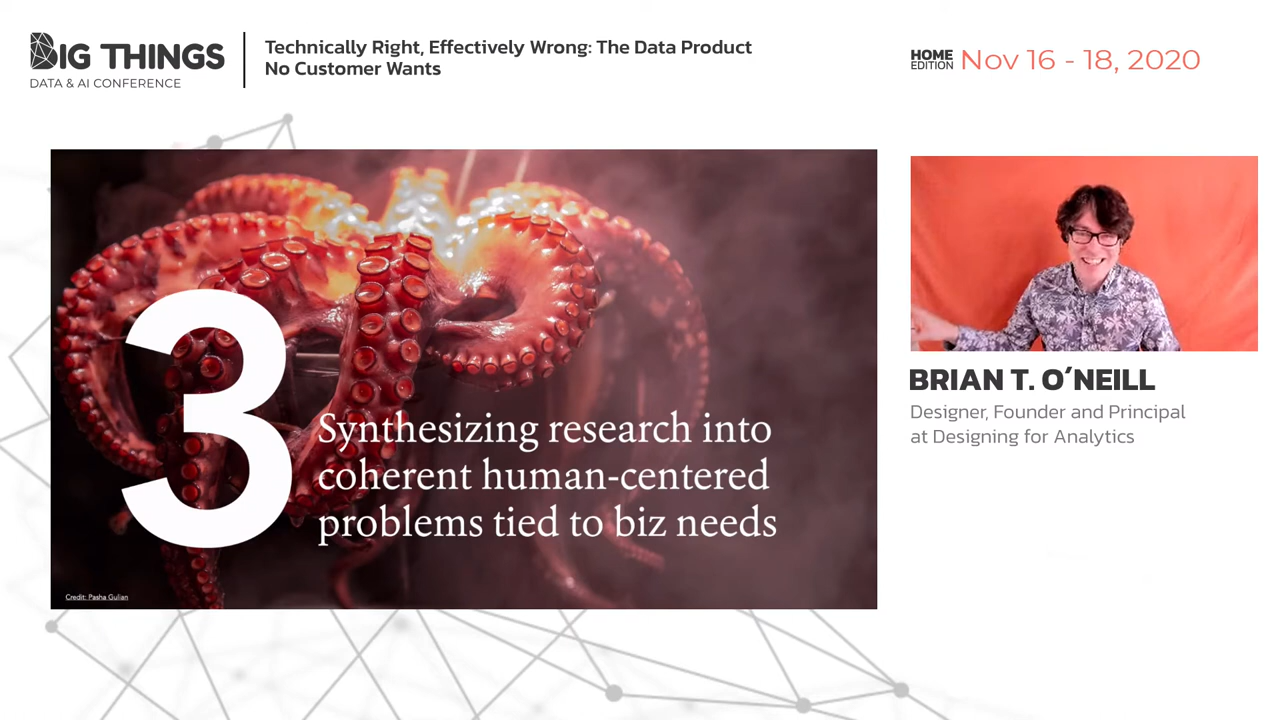 BIG THINGS
DATA & AI CONFERENCE
Technically Right, Effectively Wrong: The Data Product
No Customer Wants
HOME
EDITION
Nov 16 - 18, 2020
3
Synthesizing research into
coherent human-centered
problems tied to biz needs
Credit: Pasha Gulian
BRIAN T. O´NEILL
Designer, Founder and Principal
at Designing for Analytics